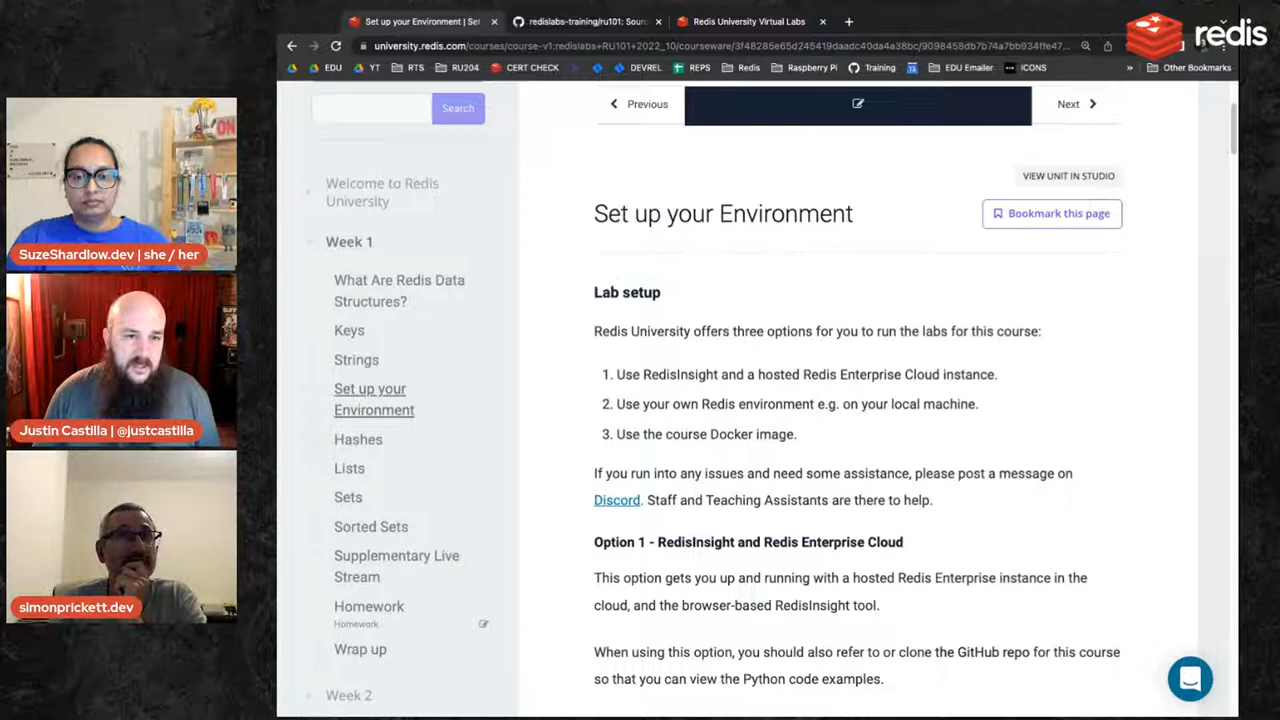 Set up your Environment | Set
redislabs-training/ru101: Sour
Redis University Virtual Labs
redis
university.redis.com/courses/course-v1:redislabs+RU101+2022_10/courseware/3f48285e65d245419daadc40da4a38bc/9098458db7b74a7bb934ffe47...
EDU
YT
RTS
RU204
CERT CHECK
DEVREL
REPS
Redis
Raspberry Pi
Training
EDU Emailer
ICONS
»
Other Bookmarks
Search
Previous
Next
Welcome to Redis
University
Week 1
What Are Redis Data
Structures?
Keys
Strings
Set up your
Environment
Hashes
Lists
Sets
Sorted Sets
Supplementary Live
Stream
Homework
Homework
Wrap up
Week 2
VIEW UNIT IN STUDIO
Set up your Environment
Bookmark this page
Lab setup
Redis University offers three options for you to run the labs for this course:
1. Use RedisInsight and a hosted Redis Enterprise Cloud instance.
2. Use your own Redis environment e.g. on your local machine.
3. Use the course Docker image.
If you run into any issues and need some assistance, please post a message on
Discord. Staff and Teaching Assistants are there to help.
Option 1 - RedisInsight and Redis Enterprise Cloud
This option gets you up and running with a hosted Redis Enterprise instance in the
cloud, and the browser-based RedisInsight tool.
When using this option, you should also refer to or clone the GitHub repo for this course
so that you can view the Python code examples.
SuzeShardlow.dev | she / her
Justin Castilla | @justcastilla
simonprickett.dev